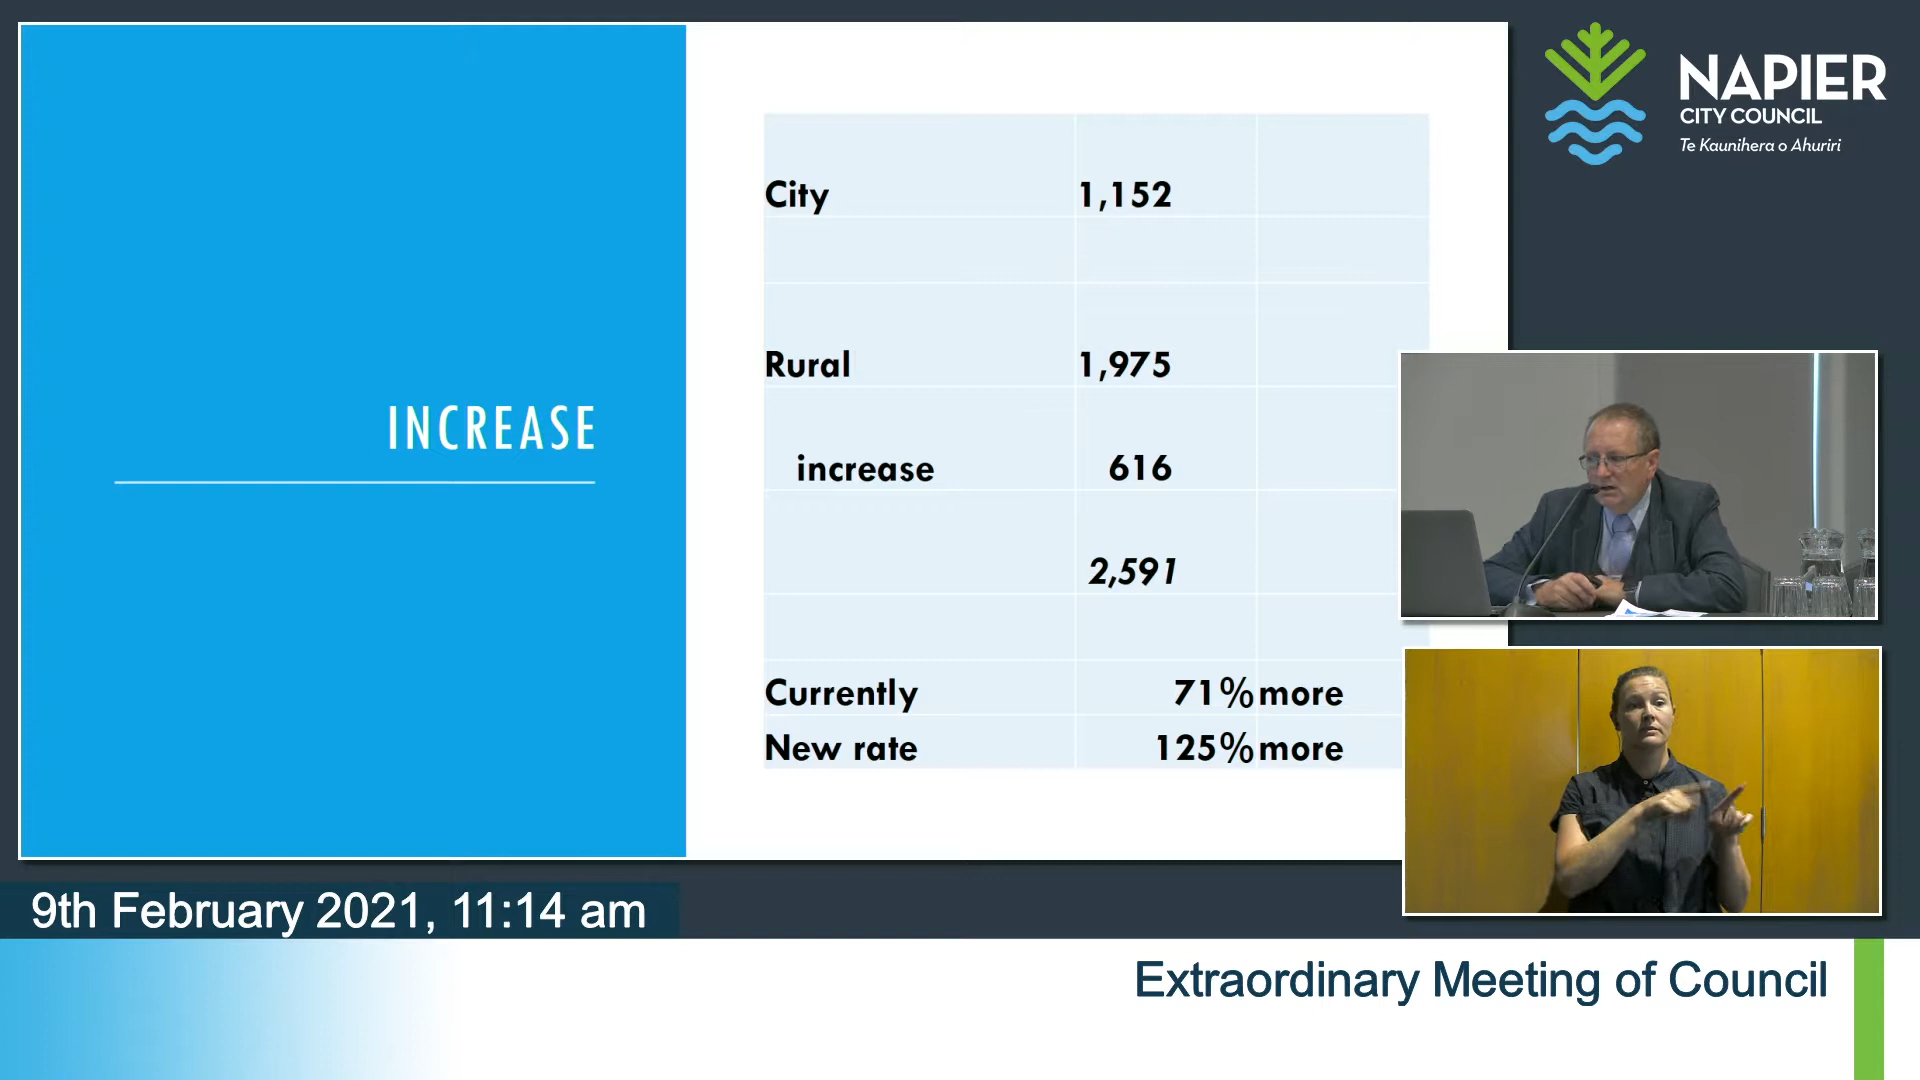 INCREASE
City 1,152
Rural 1,975
increase 616
2,591
Currently 71% more
New rate 125% more
NAPIER
CITY COUNCIL
Te Kaunihera o Ahuriri
9th February 2021, 11:14 am
Extraordinary Meeting of Council